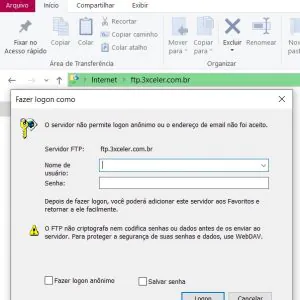 Início Compartilhar Exibir
Fixar no
Acesso rápido
Copiar
Colar
Recortar
Copiar caminho
Colar atalho
Mover
para
Copiar
para
Excluir
Renomear
Área de Transferência
Organizar
Internet ftp.3xceler.com.br
Fazer logon como
O servidor não permite logon anônimo ou o endereço de email não foi aceito.
Servidor FTP: ftp.3xceler.com.br
Nome de
usuário:
Senha:
Depois de fazer logon, você poderá adicionar este servidor aos Favoritos e
retornar a ele facilmente.
O FTP não criptografa nem codifica senhas ou dados antes de os enviar ao
servidor. Para proteger a segurança de suas senhas e dados, use WebDAV.
Fazer logon anônimo
Salvar senha
Logon
Cancelar